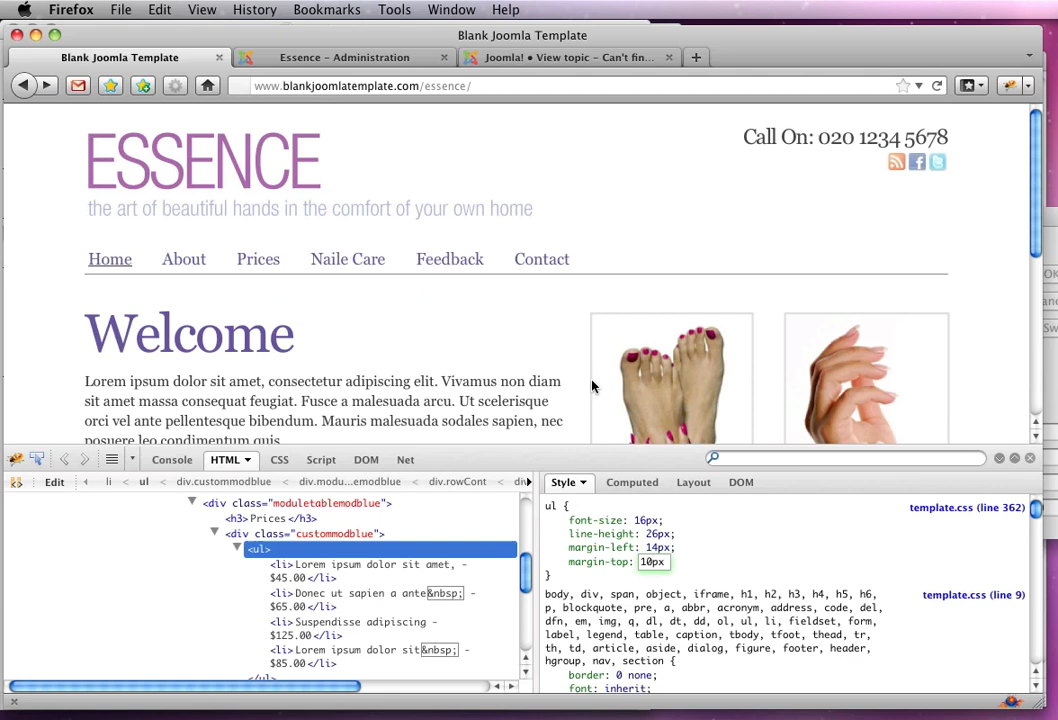 Firefox File Edit View History Bookmarks Tools Window Help
Blank Joomla Template
Blank Joomla Template Essence – Administration Joomla! • View topic – Can't fin...
www.blankjoomlatemplate.com/essence/
ESSENCE
the art of beautiful hands in the comfort of your own home
Call On: 020 1234 5678
Home About Prices Naile Care Feedback Contact
Welcome
Lorem ipsum dolor sit amet, consectetur adipiscing elit. Vivamus non diam
sit amet massa consequat feugiat. Fusce a malesuada arcu. Ut scelerisque
orci vel ante pellentesque bibendum. Mauris malesuada sodales sapien, nec
posuere leo condimentum quis.
Console HTML CSS Script DOM Net
Edit li ul div.custommodblue div.modu...emodblue div.rowCont div
<div class="moduletablemodblue">
<h3>Prices</h3>
<div class="custommodblue">
<ul>
<li>Lorem ipsum dolor sit amet, –
$45.00</li>
<li>Donec ut sapien a ante&nbsp; –
$65.00</li>
<li>Suspendisse adipiscing –
$125.00</li>
<li>Lorem ipsum dolor sit&nbsp; –
$85.00</li>
</ul>
Style Computed Layout DOM
ul { template.css (line 362)
font-size: 16px;
line-height: 26px;
margin-left: 14px;
margin-top: 10px
}
body, div, span, object, iframe, h1, h2, h3, h4, h5, h6, template.css (line 9)
p, blockquote, pre, a, abbr, acronym, address, code, del,
dfn, em, img, q, dl, dt, dd, ol, ul, li, fieldset, form,
label, legend, table, caption, tbody, tfoot, thead, tr,
th, td, article, aside, dialog, figure, footer, header,
hgroup, nav, section {
border: 0 none;
font: inherit;